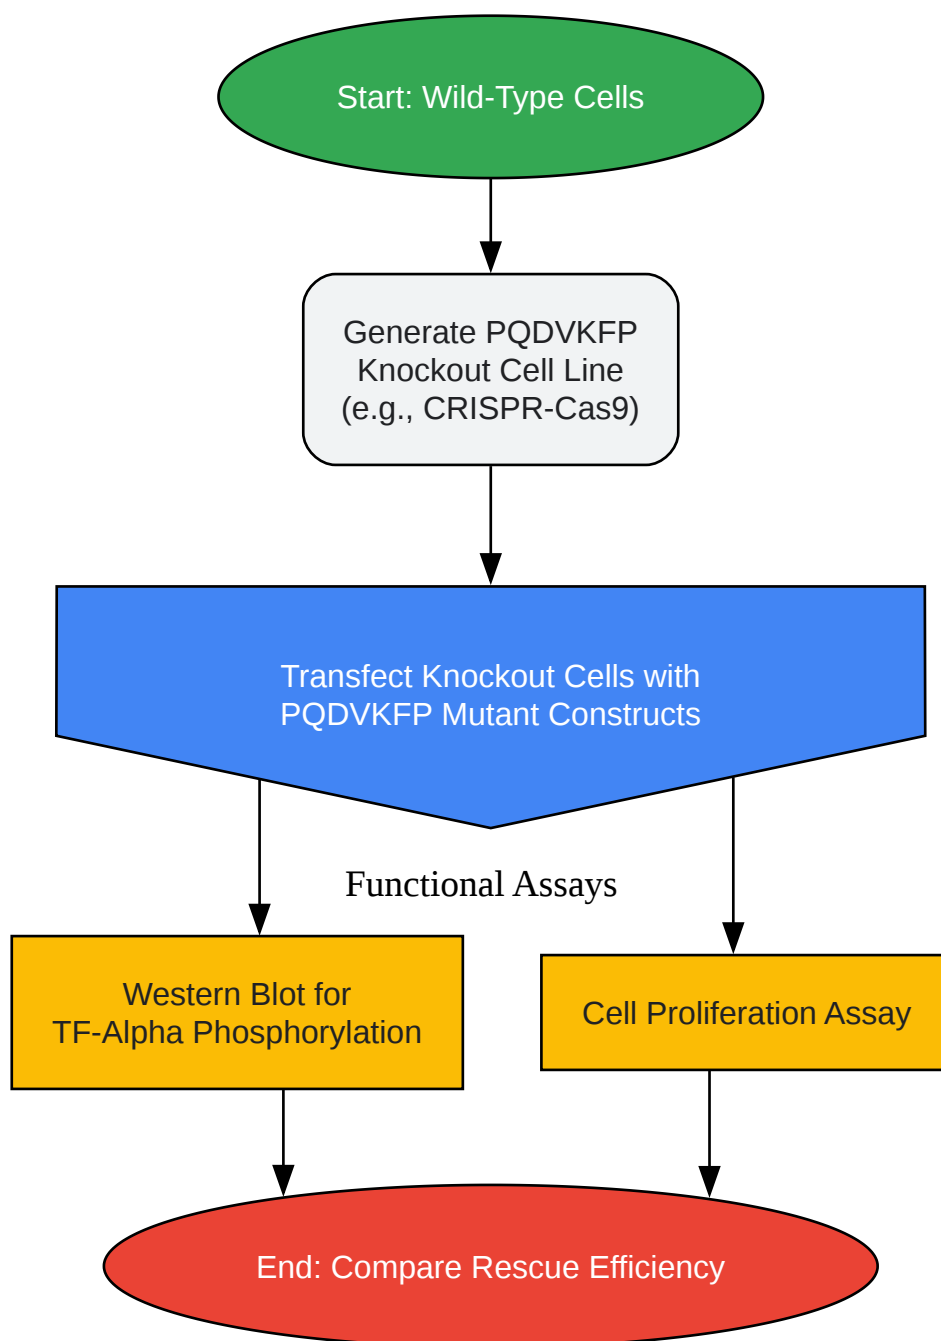 Start: Wild-Type Cells
Generate PQDVKFP
Knockout Cell Line
(e.g., CRISPR-Cas9)
Transfect Knockout Cells with
PQDVKFP Mutant Constructs
Functional Assays
Western Blot for
TF-Alpha Phosphorylation
Cell Proliferation Assay
End: Compare Rescue Efficiency